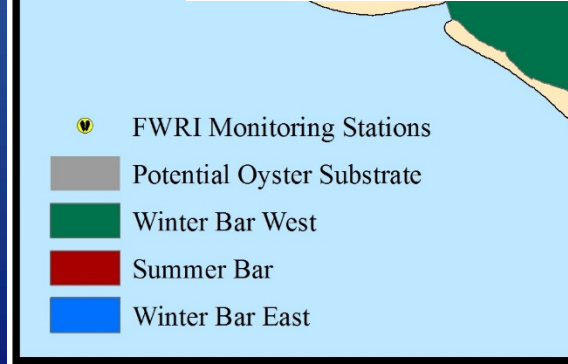 FWRI Monitoring Stations
Potential Oyster Substrate
Winter Bar West
Summer Bar
Winter Bar East